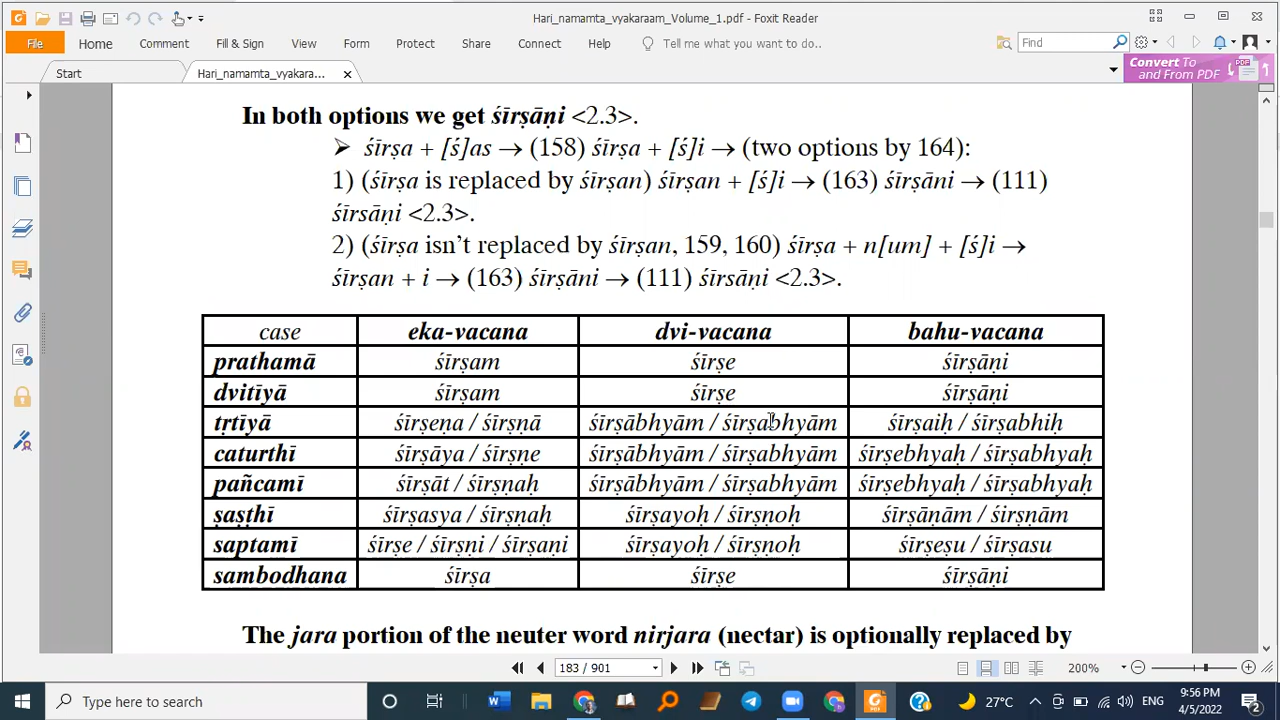 Hari_namamta_vyakaraam_Volume_1.pdf - Foxit Reader
File Home Comment Fill & Sign View Form Protect Share Connect Help Tell me what you want to do.. Find
Start Hari_namamta_vyakara... Convert To and From PDF
In both options we get śīrṣāṇi <2.3>.
➢ śīrṣa + [ś]as → (158) śīrṣa + [ś]i → (two options by 164):
1) (śīrṣa is replaced by śīrṣan) śīrṣan + [ś]i → (163) śīrṣāni → (111)
śīrsāṇi <2.3>.
2) (śīrṣa isn't replaced by śīrṣan, 159, 160) śīrṣa + n[um] + [ś]i →
śīrṣan + i → (163) śīrṣāni → (111) śīrsāṇi <2.3>.
case eka-vacana dvi-vacana bahu-vacana
prathamā śīrṣam śīrṣe śīrṣāṇi
dvitīyā śīrṣam śīrṣe śīrṣāṇi
tṛtīyā śīrṣeṇa / śīrṣṇā śīrṣābhyām / śīrṣabhyām śīrṣaiḥ / śīrṣabhiḥ
caturthī śīrṣāya / śīrṣṇe śīrṣābhyām / śīrṣabhyām śīrṣebhyaḥ / śīrṣabhyaḥ
pañcamī śīrṣāt / śīrṣṇaḥ śīrṣābhyām / śīrṣabhyām śīrṣebhyaḥ / śīrṣabhyaḥ
ṣaṣṭhī śīrṣasya / śīrṣṇaḥ śīrṣayoḥ / śīrṣṇoḥ śīrṣāṇām / śirṣṇām
saptamī śīrṣe / śīrṣṇi / śīrṣaṇi śīrṣayoḥ / śīrṣṇoḥ śīrṣeṣu / śīrṣasu
sambodhana śīrṣa śīrṣe śīrṣāṇi
The jara portion of the neuter word nirjara (nectar) is optionally replaced by
183 / 901 200%
Type here to search 27°C ENG 9:56 PM
4/5/2022 2